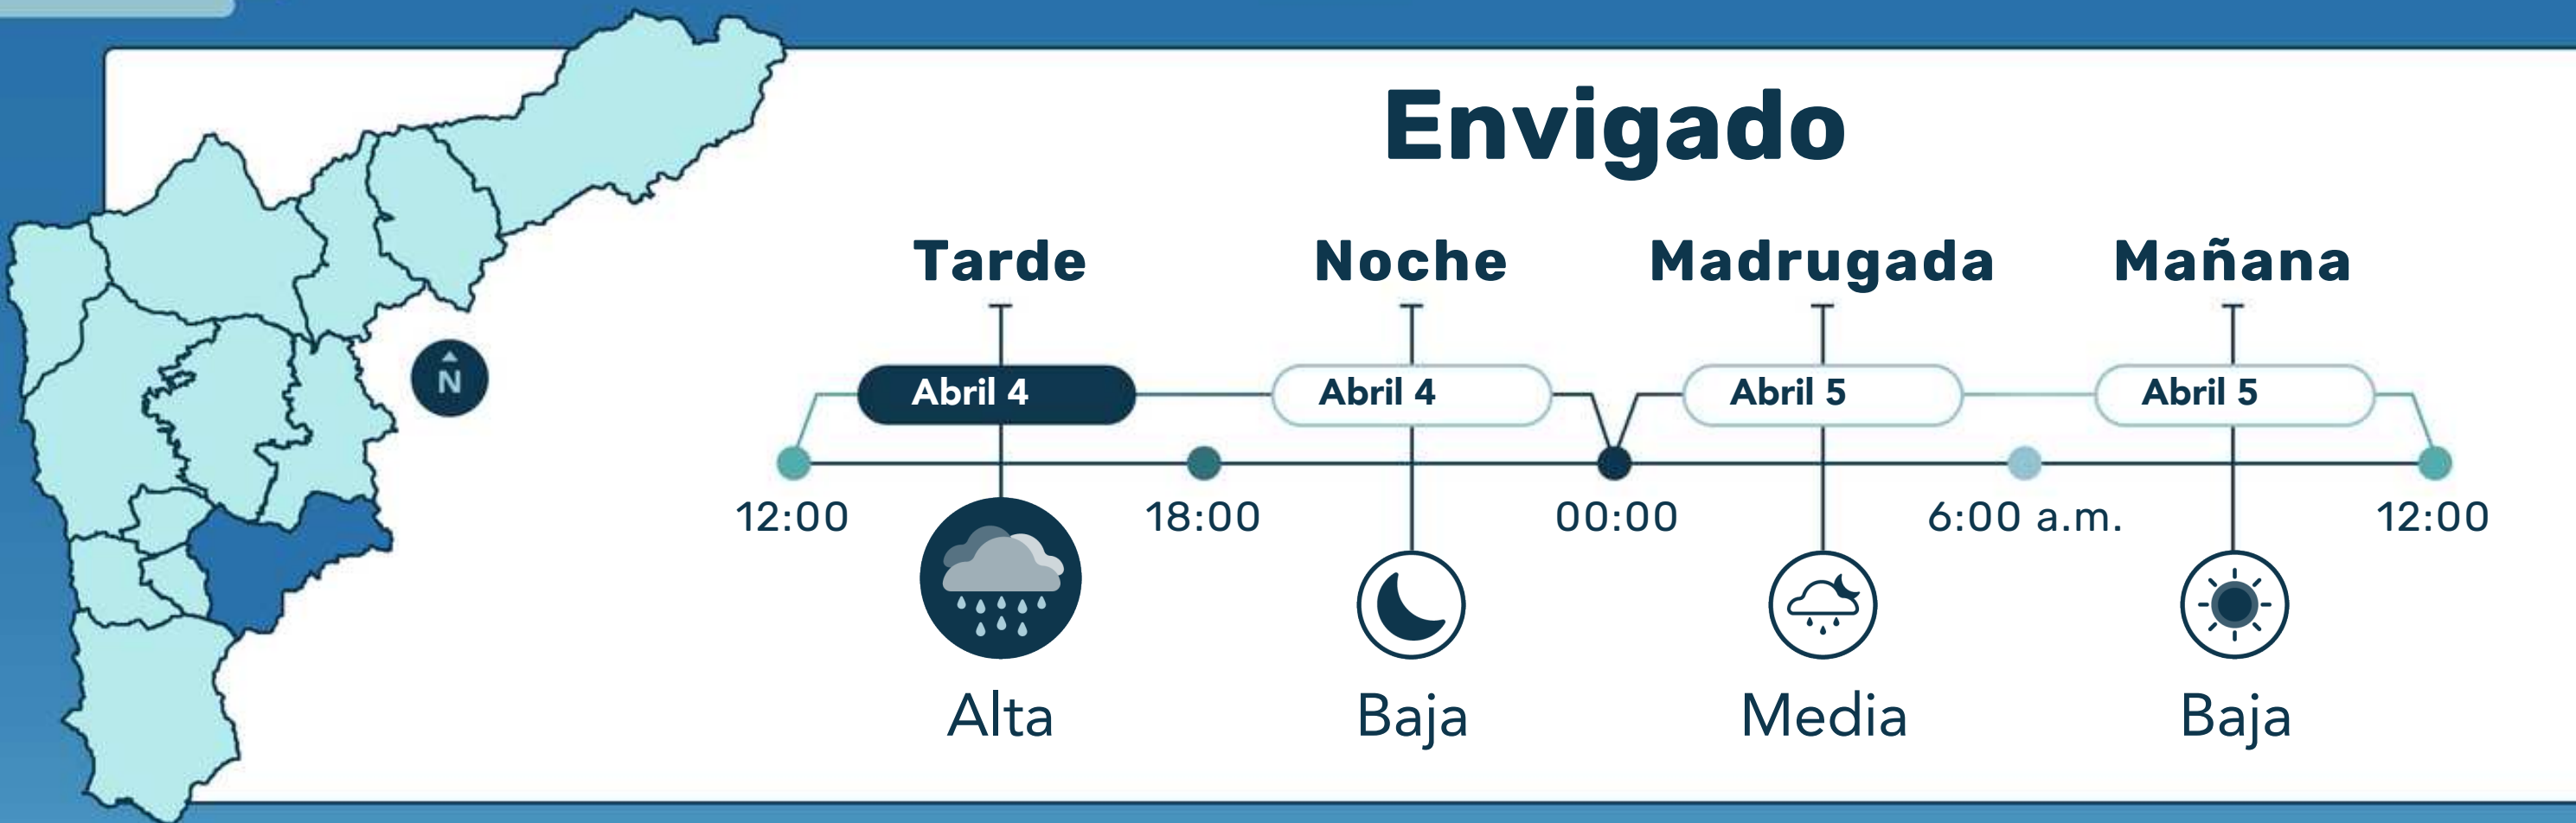 Envigado
Tarde Noche Madrugada Mañana
Abril 4 Abril 4 Abril 5 Abril 5
N
12:00 18:00 00:00 6:00 a.m. 12:00
Alta Baja Media Baja